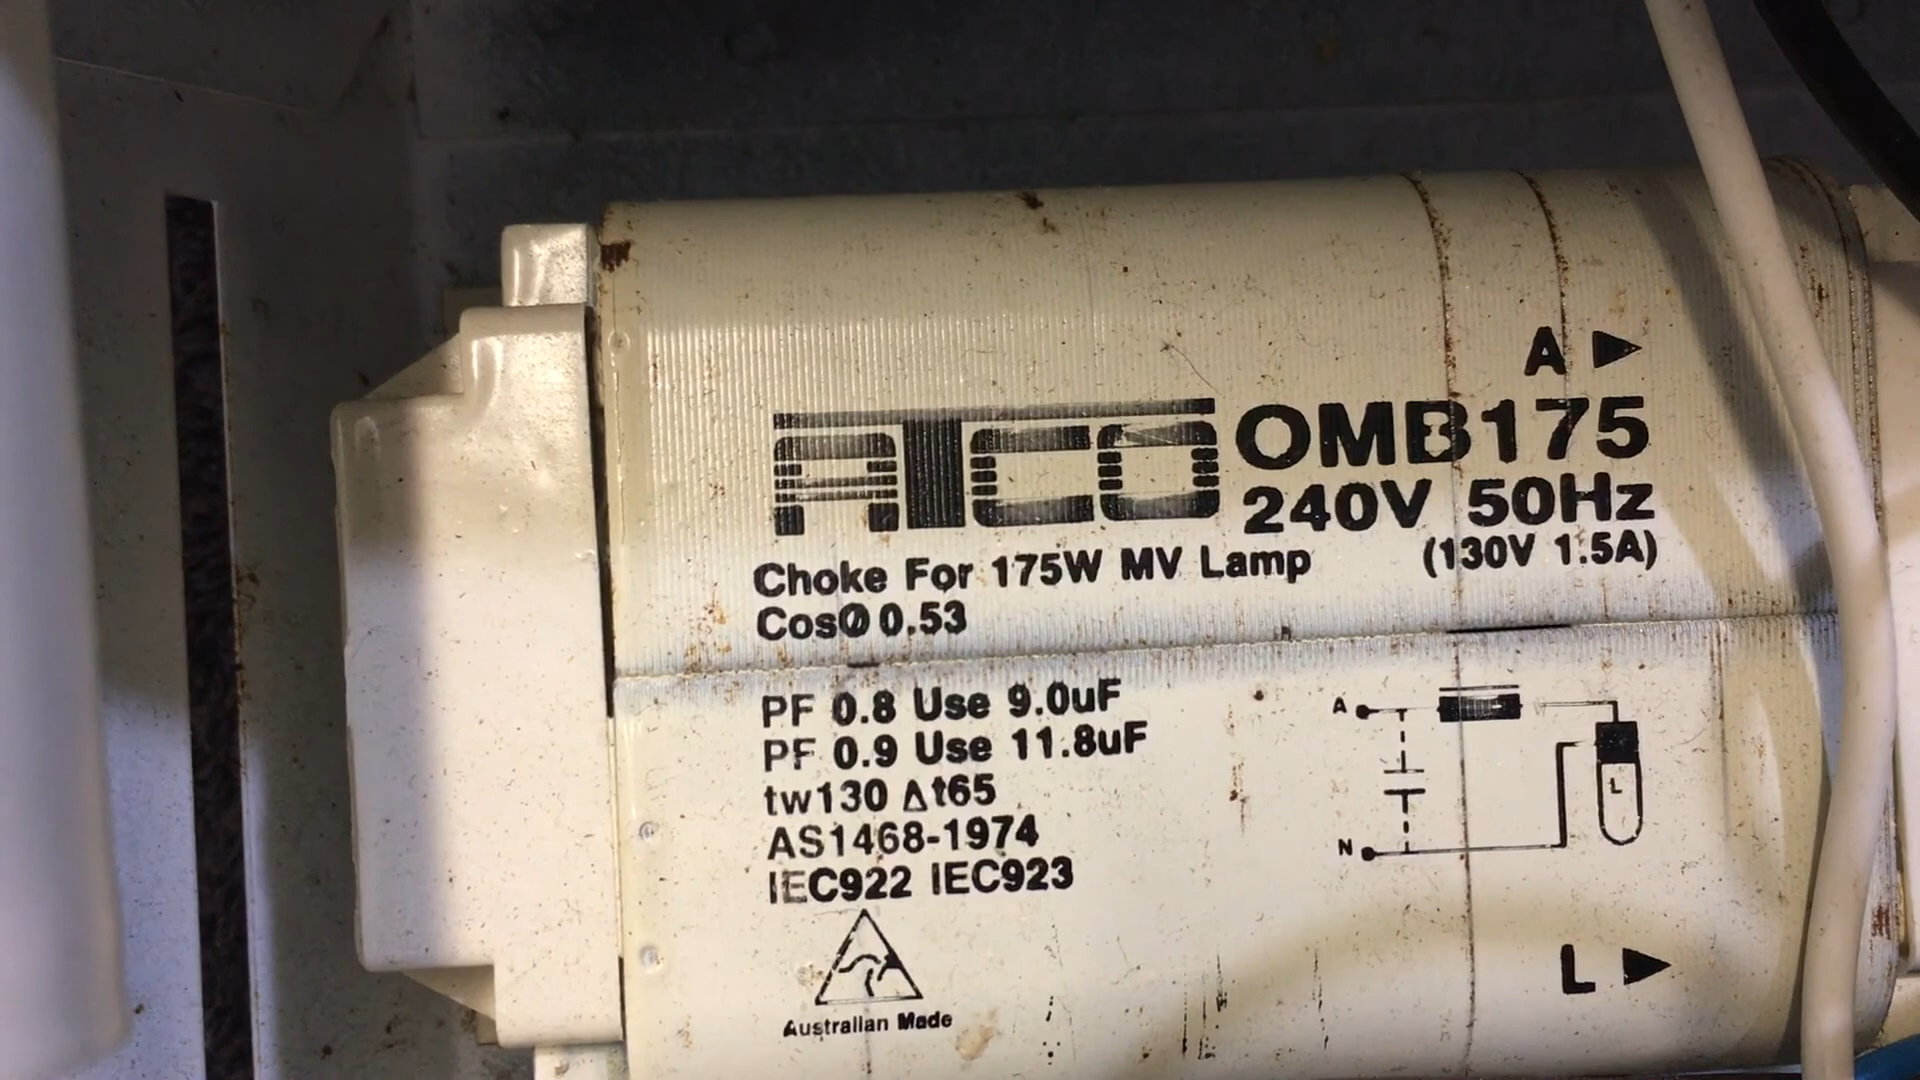 A
ATCO OMB175
240V 50Hz
Choke For 175W MV Lamp (130V 1.5A)
CosØ 0.53
PF 0.8 Use 9.0uF
PF 0.9 Use 11.8uF
tw130 Δt65
AS1468-1974
IEC922 IEC923
A
L
N
L
Australian Made